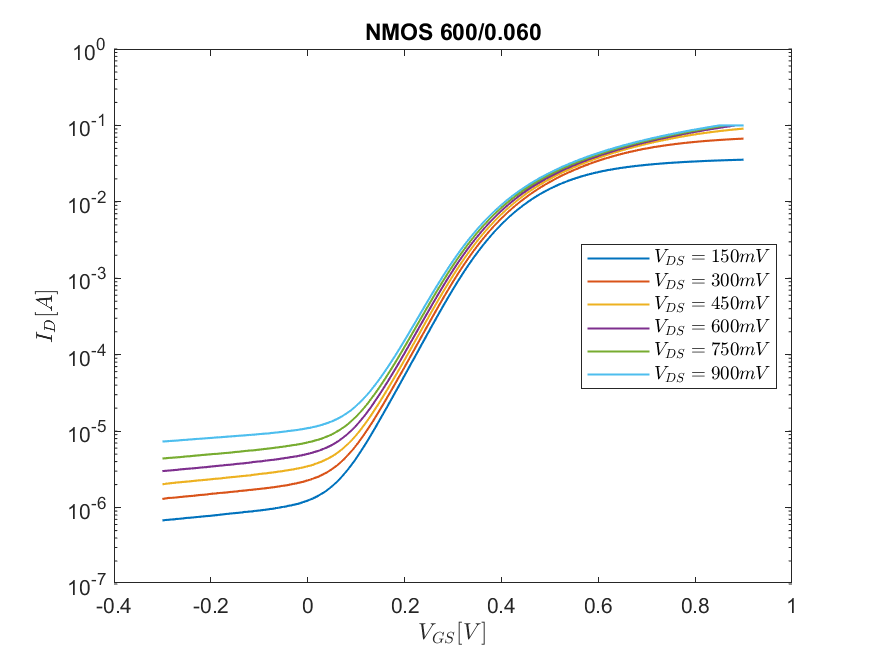 NMOS 600/0.060
10^0
10^-1
10^-2
10^-3
10^-4
10^-5
10^-6
10^-7
I_D[A]
V_DS = 150mV
V_DS = 300mV
V_DS = 450mV
V_DS = 600mV
V_DS = 750mV
V_DS = 900mV
-0.4 -0.2 0 0.2 0.4 0.6 0.8 1
V_GS[V]